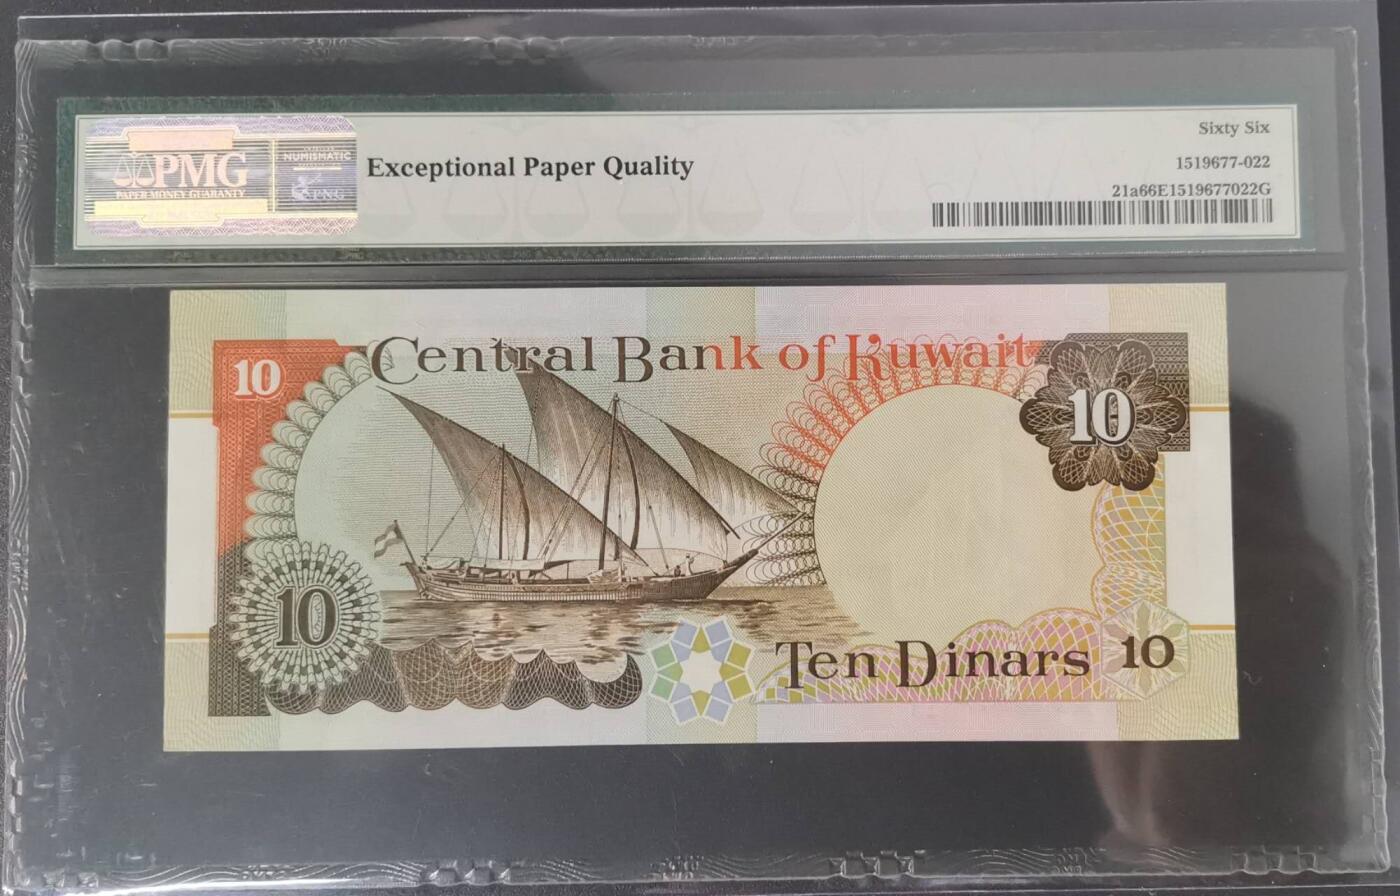 PMG
PAPER MONEY GUARANTY
NUMISMATIC
PNG
Exceptional Paper Quality
Sixty Six
1519677-022
21a66E1519677022G
Central Bank of Kuwait
10
10
10
Ten Dinars
10